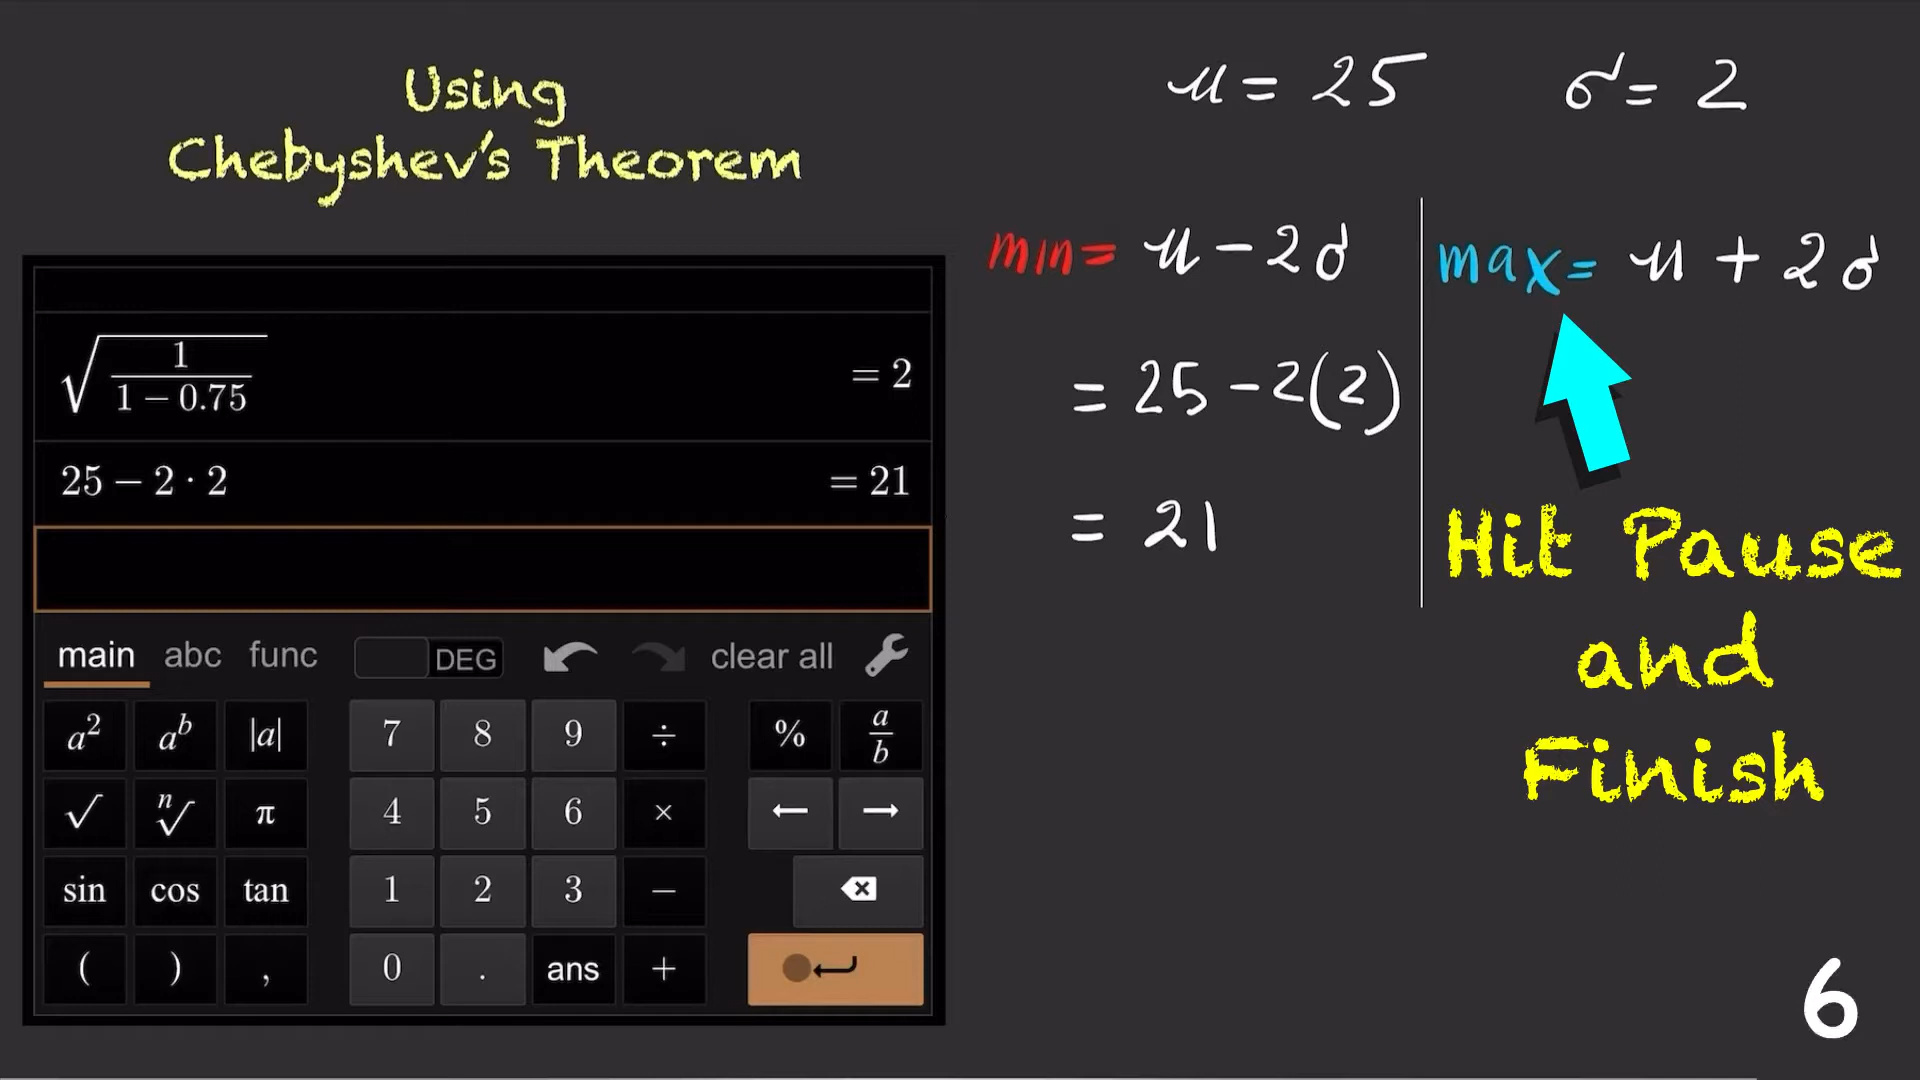 Using
Chebyshev's Theorem
μ = 25 σ = 2
min = μ - 2σ
= 25 - 2(2)
= 21
max = μ + 2σ
Hit Pause
and
Finish
√(1/(1 − 0.75)) = 2
25 − 2 · 2 = 21
main abc func DEG clear all
a² aᵇ |a| 7 8 9 ÷ % a/b
√ ⁿ√ π 4 5 6 × ← →
sin cos tan 1 2 3 −
( ) , 0 . ans +
6